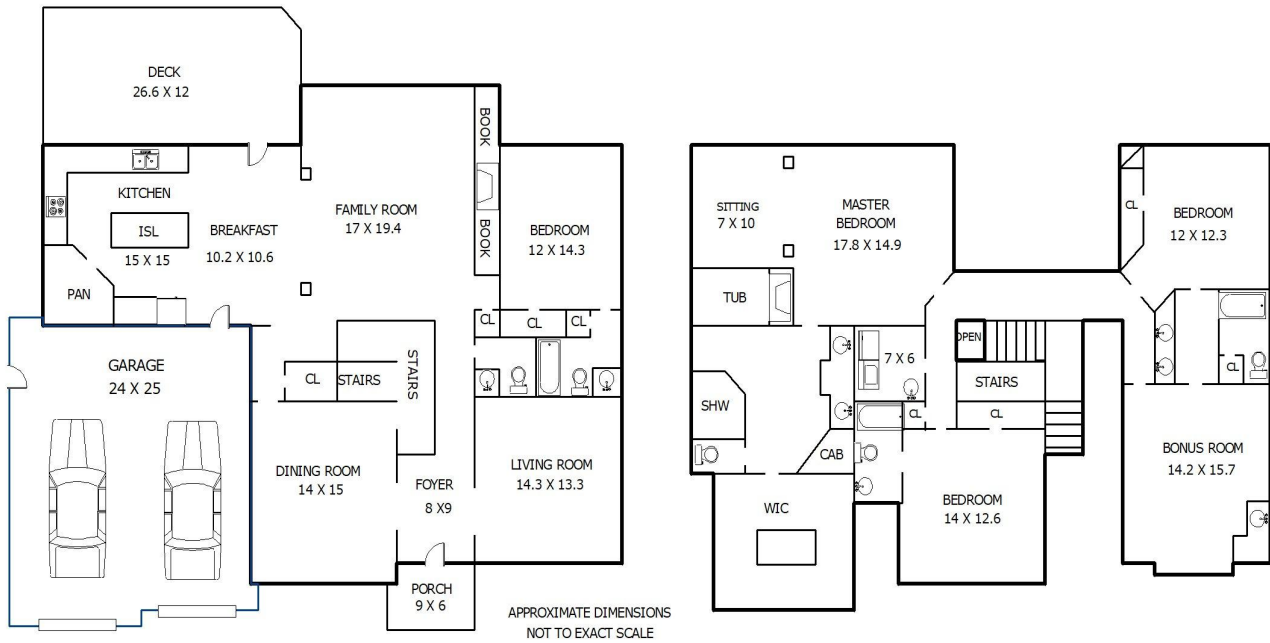 DECK
26.6 X 12
BOOK
BOOK
KITCHEN
ISL
15 X 15
BREAKFAST
10.2 X 10.6
FAMILY ROOM
17 X 19.4
BEDROOM
12 X 14.3
PAN
CL
CL
CL
GARAGE
24 X 25
CL
STAIRS
STAIRS
DINING ROOM
14 X 15
FOYER
8 X9
LIVING ROOM
14.3 X 13.3
PORCH
9 X 6
APPROXIMATE DIMENSIONS
NOT TO EXACT SCALE
SITTING
7 X 10
MASTER
BEDROOM
17.8 X 14.9
CL
BEDROOM
12 X 12.3
TUB
OPEN
7 X 6
STAIRS
CL
SHW
CL
CL
CAB
BONUS ROOM
14.2 X 15.7
WIC
BEDROOM
14 X 12.6